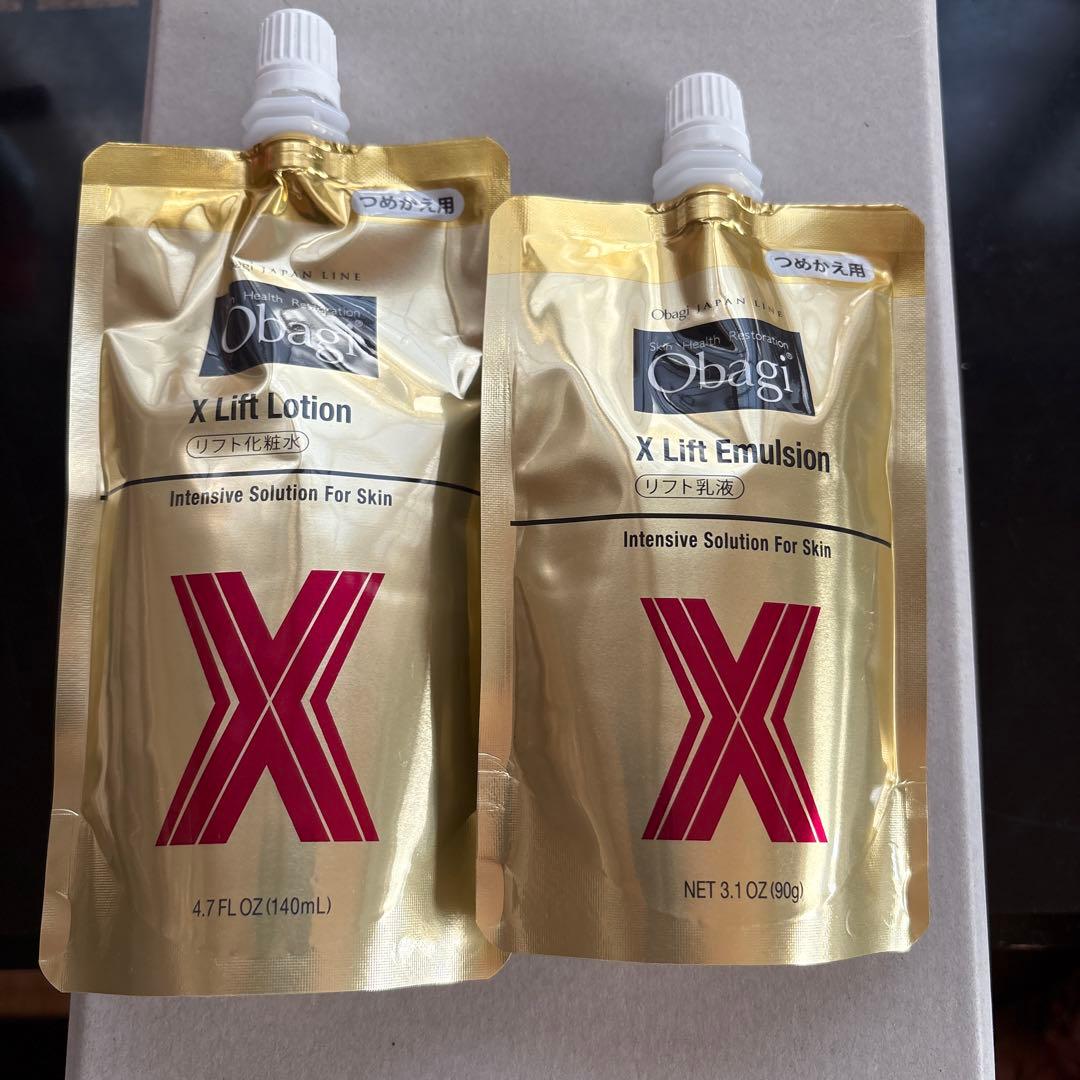 つめかえ用
Obagi JAPAN LINE
Health Restoration
Obagi®
X Lift Lotion
リフト化粧水
Intensive Solution For Skin
X
4.7 FL OZ (140mL)
つめかえ用
Obagi JAPAN LINE
Skin Health Restoration
Obagi®
X Lift Emulsion
リフト乳液
Intensive Solution For Skin
X
NET 3.1 OZ (90g)